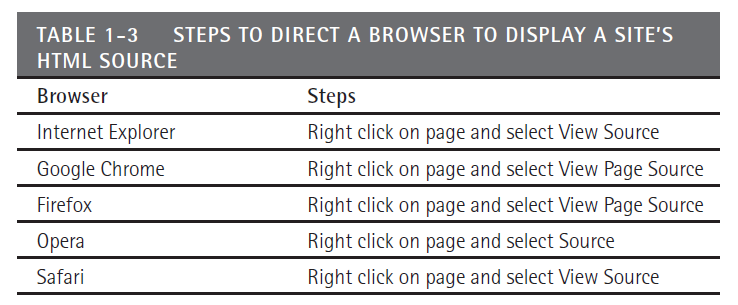 TABLE 1-3 STEPS TO DIRECT A BROWSER TO DISPLAY A SITE'S
HTML SOURCE
Browser Steps
Internet Explorer Right click on page and select View Source
Google Chrome Right click on page and select View Page Source
Firefox Right click on page and select View Page Source
Opera Right click on page and select Source
Safari Right click on page and select View Source